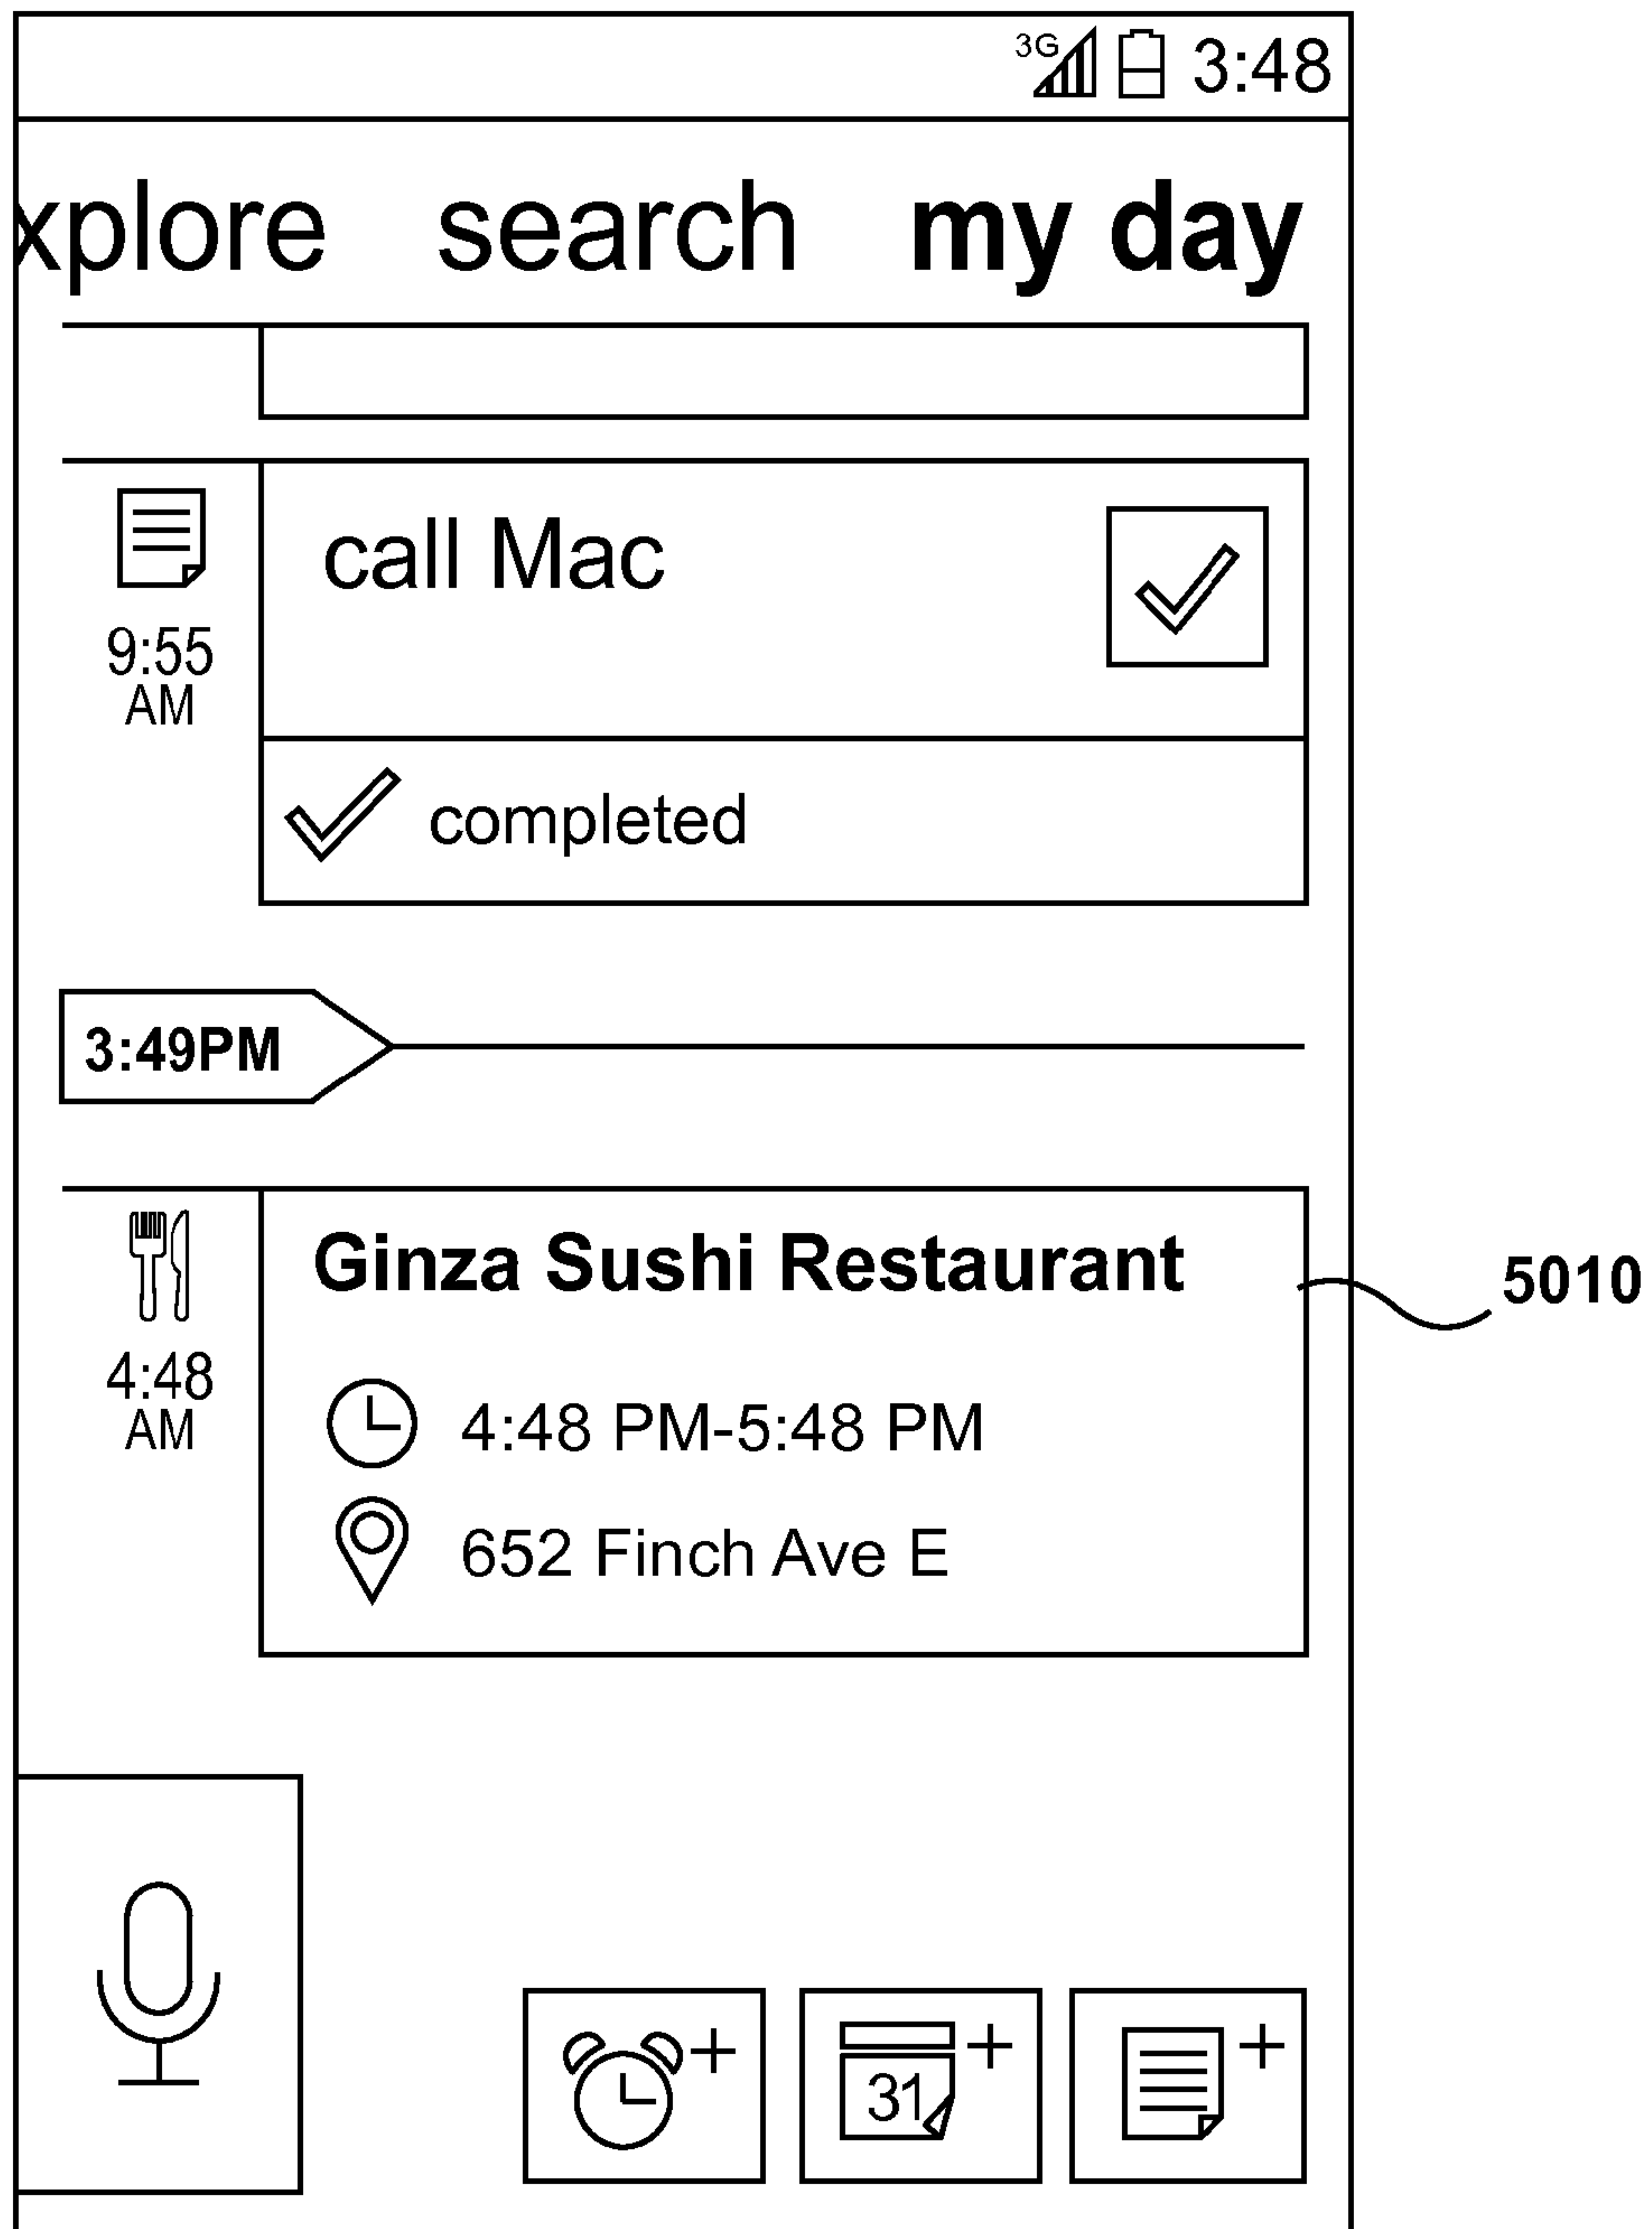 3G 3:48
xplore search my day
call Mac
9:55
AM
completed
3:49PM
Ginza Sushi Restaurant
5010
4:48
AM
4:48 PM-5:48 PM
652 Finch Ave E
31